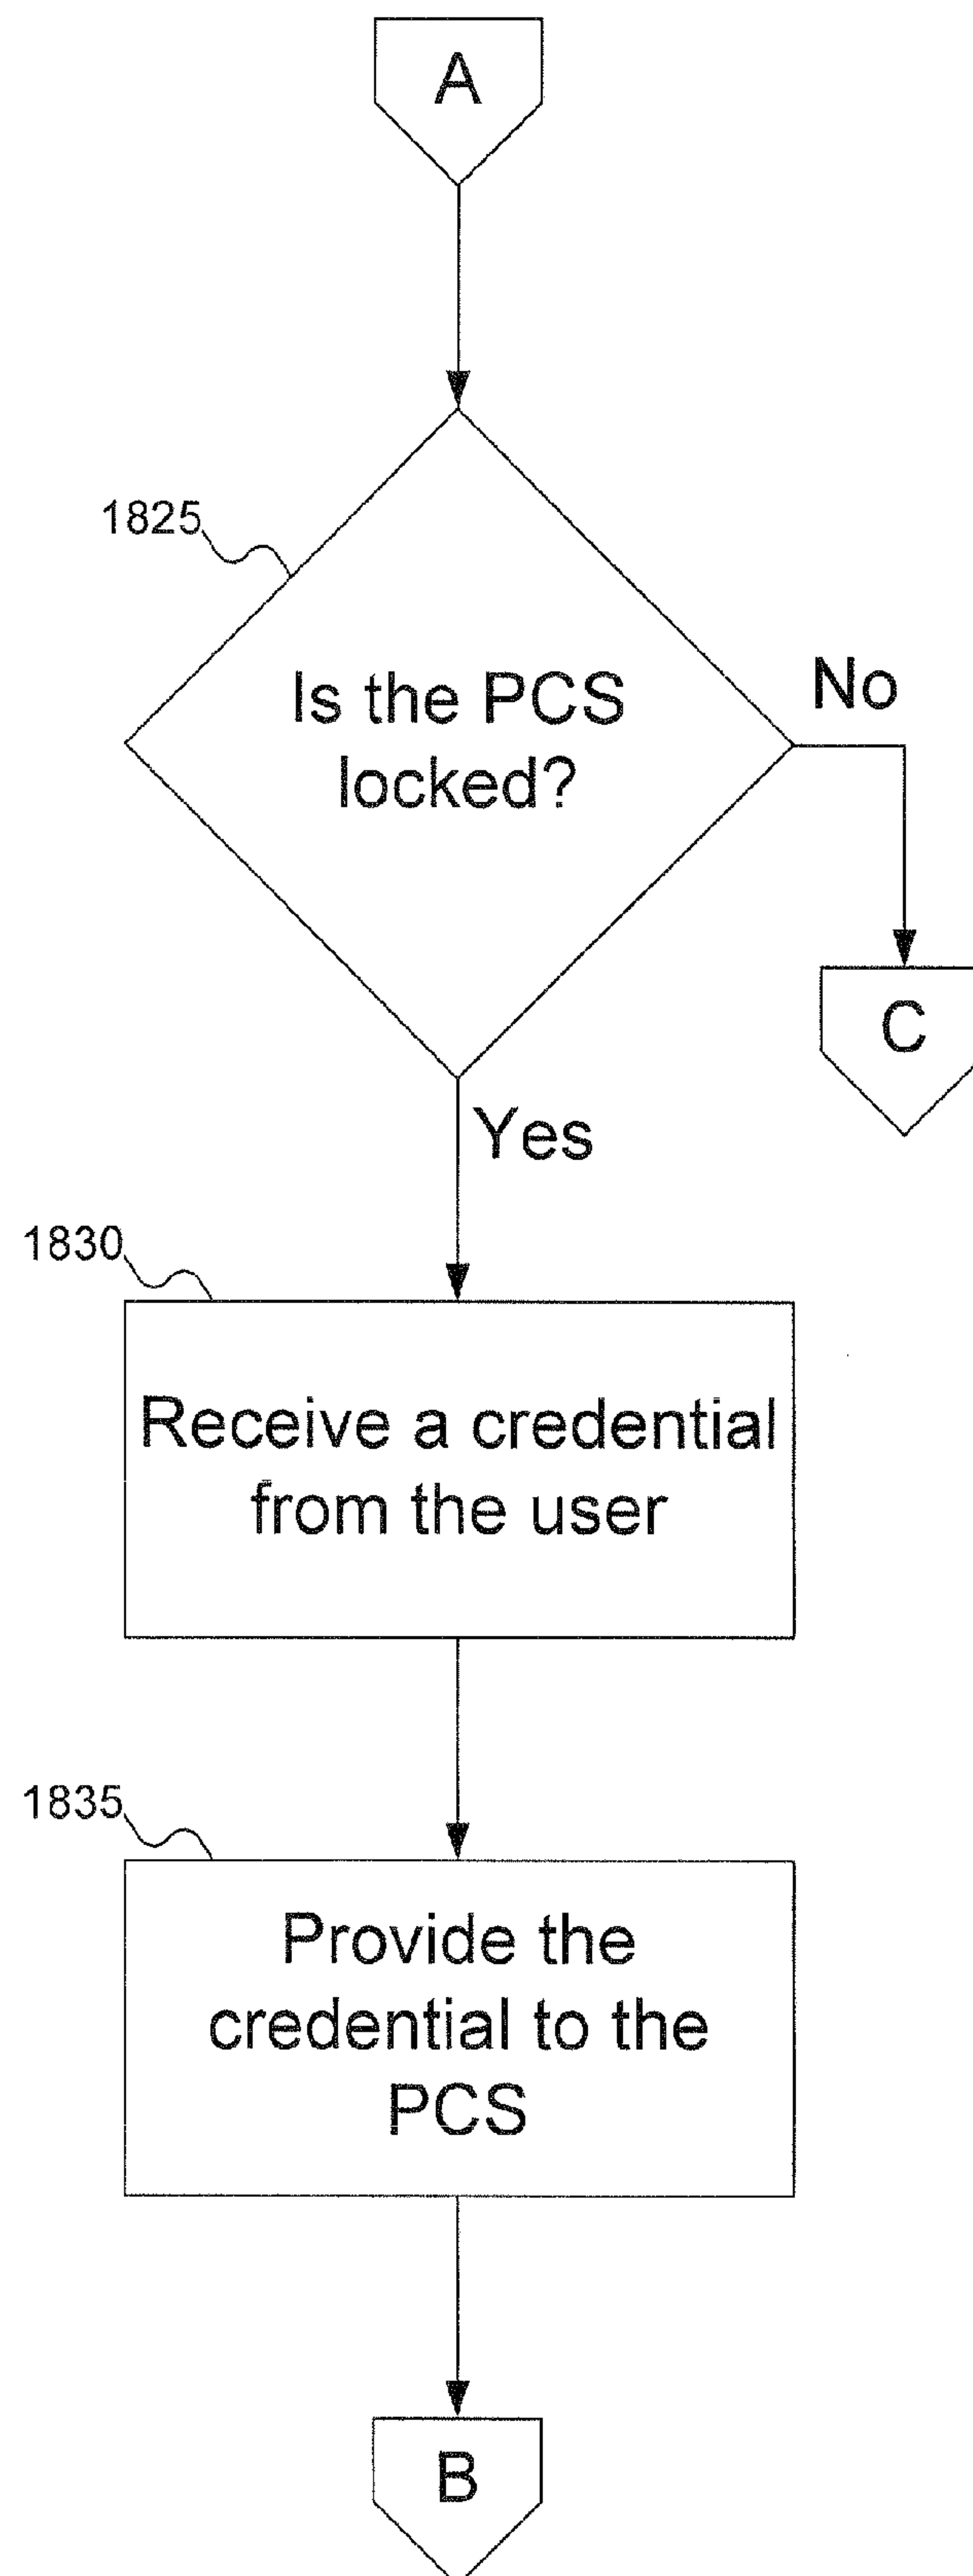 A
1825
Is the PCS
locked?
No
C
Yes
1830
Receive a credential
from the user
1835
Provide the
credential to the
PCS
B